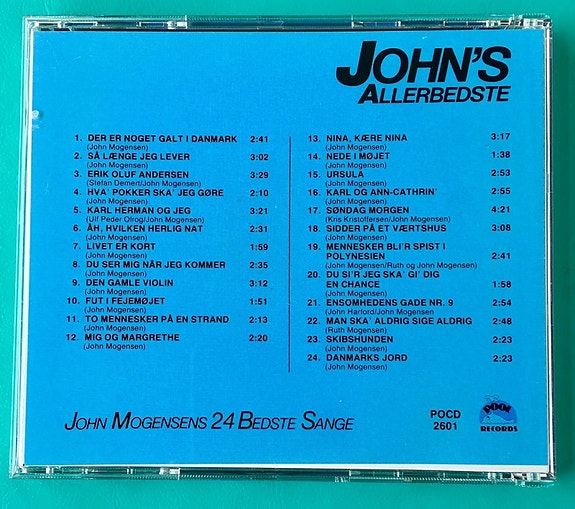 JOHN'S
ALLERBEDSTE
1. DER ER NOGET GALT I DANMARK 2:41
(John Mogensen)
2. SÅ LÆNGE JEG LEVER 3:02
(John Mogensen)
3. ERIK OLUF ANDERSEN 3:29
(Stefan Demert/John Mogensen)
4. HVA' POKKER SKA' JEG GØRE 2:10
(John Mogensen)
5. KARL HERMAN OG JEG 3:21
(Ulf Peder Olrog/John Mogensen)
6. ÅH, HVILKEN HERLIG NAT 2:31
(John Mogensen)
7. LIVET ER KORT 1:59
(John Mogensen)
8. DU SER MIG NÅR JEG KOMMER 2:35
(John Mogensen)
9. DEN GAMLE VIOLIN 3:12
(John Mogensen)
10. FUT I FEJEMØJET 1:51
(John Mogensen)
11. TO MENNESKER PÅ EN STRAND 2:13
(John Mogensen)
12. MIG OG MARGRETHE 2:20
(John Mogensen)
13. NINA, KÆRE NINA 3:17
(John Mogensen)
14. NEDE I MØJET 1:38
(John Mogensen)
15. URSULA 2:53
(John Mogensen)
16. KARL OG ANN-CATHRIN' 2:55
(John Mogensen)
17. SØNDAG MORGEN 4:21
(Kris Kristofferson/John Mogensen)
18. SIDDER PÅ ET VÆRTSHUS 3:08
(John Mogensen)
19. MENNESKER BLI'R SPIST I
POLYNESIEN 2:41
(John Mogensen/Ruth og John Mogensen)
20. DU SI'R JEG SKA' GI' DIG
EN CHANCE 1:58
(John Mogensen)
21. ENSOMHEDENS GADE NR. 9 2:54
(John Harford/John Mogensen)
22. MAN SKA' ALDRIG SIGE ALDRIG 2:48
(Ruth Mogensen)
23. SKIBSHUNDEN 2:23
(John Mogensen)
24. DANMARKS JORD 2:23
(John Mogensen)
JOHN MOGENSENS 24 BEDSTE SANGE
POCD
2601
POOL
RECORDS